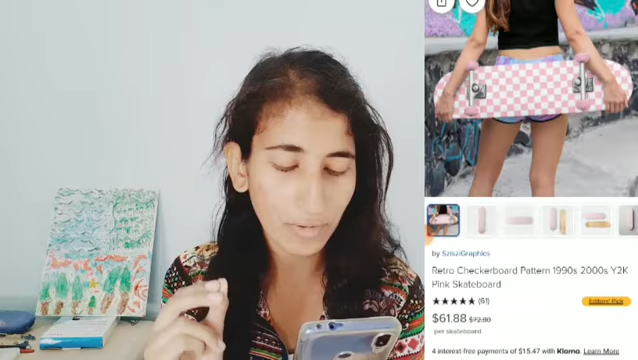 by SzisziGraphics
Retro Checkerboard Pattern 1990s 2000s Y2K
Pink Skateboard
(61)
Editors' Pick
$61.88 $72.80
per skateboard
4 interest free payments of $15.47 with Klarna. Learn More